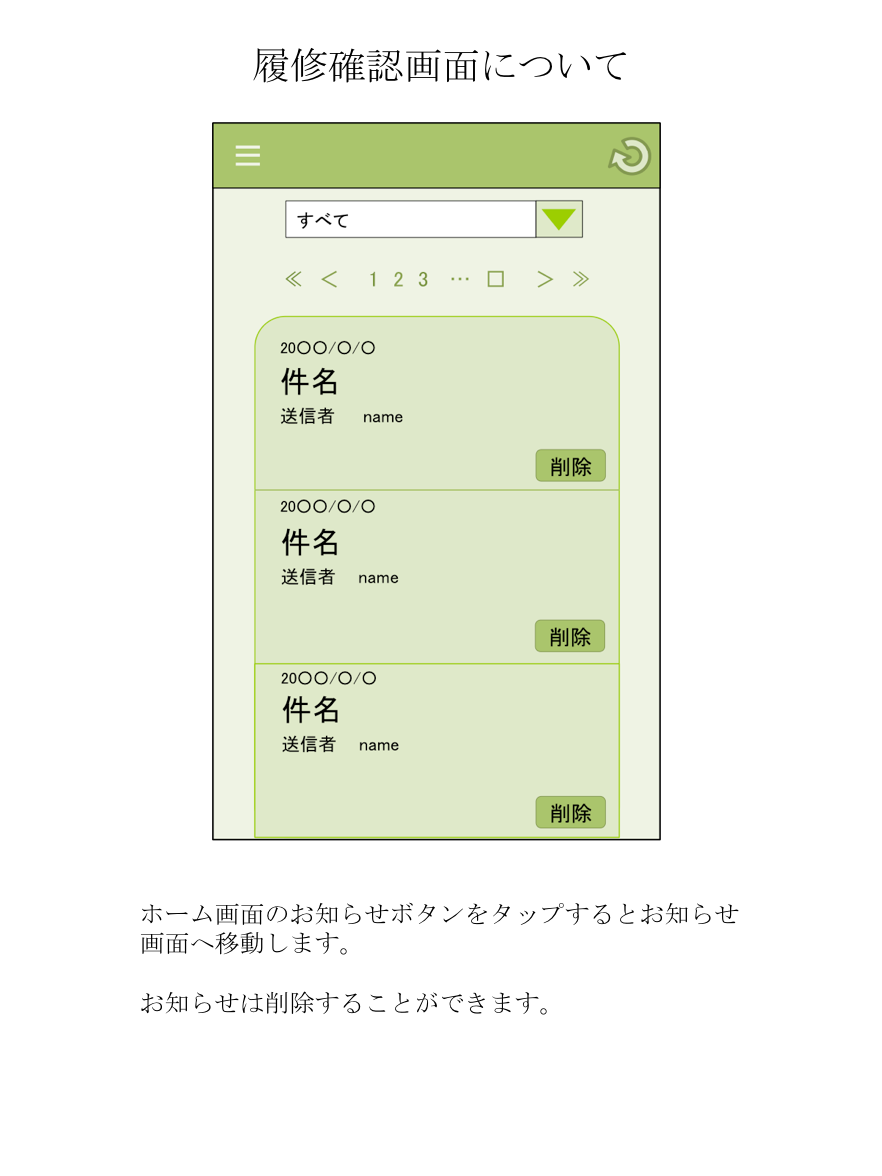 履修確認画面について
すべて
≪ ＜ 1 2 3 … □ ＞ ≫
20〇〇/〇/〇
件名
送信者 name
削除
20〇〇/〇/〇
件名
送信者 name
削除
20〇〇/〇/〇
件名
送信者 name
削除
ホーム画面のお知らせボタンをタップするとお知らせ
画面へ移動します。
お知らせは削除することができます。